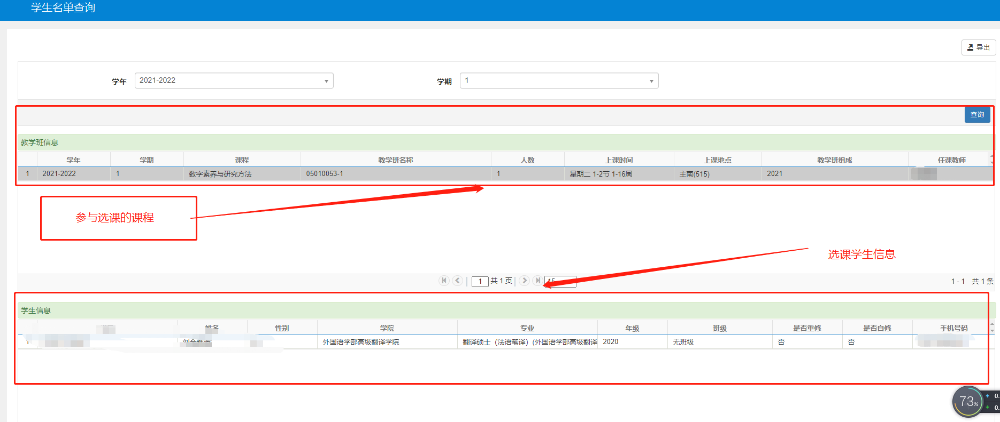 学生名单查询
导出
学年 2021-2022 学期 1
查询
教学班信息
学年 学期 课程 教学班名称 人数 上课时间 上课地点 教学班组成 任课教师
1 2021-2022 1 数字素养与研究方法 05010053-1 1 星期二 1-2节 1-16周 主南(515) 2021
参与选课的课程
选课学生信息
1 共 1 页 15 1 - 1 共 1 条
学生信息
姓名 性别 学院 专业 年级 班级 是否重修 是否自修 手机号码
1 外国语学部高级翻译学院 翻译硕士（法语笔译）(外国语学部高级翻译 2020 无班级 否 否
73% 0.
0.